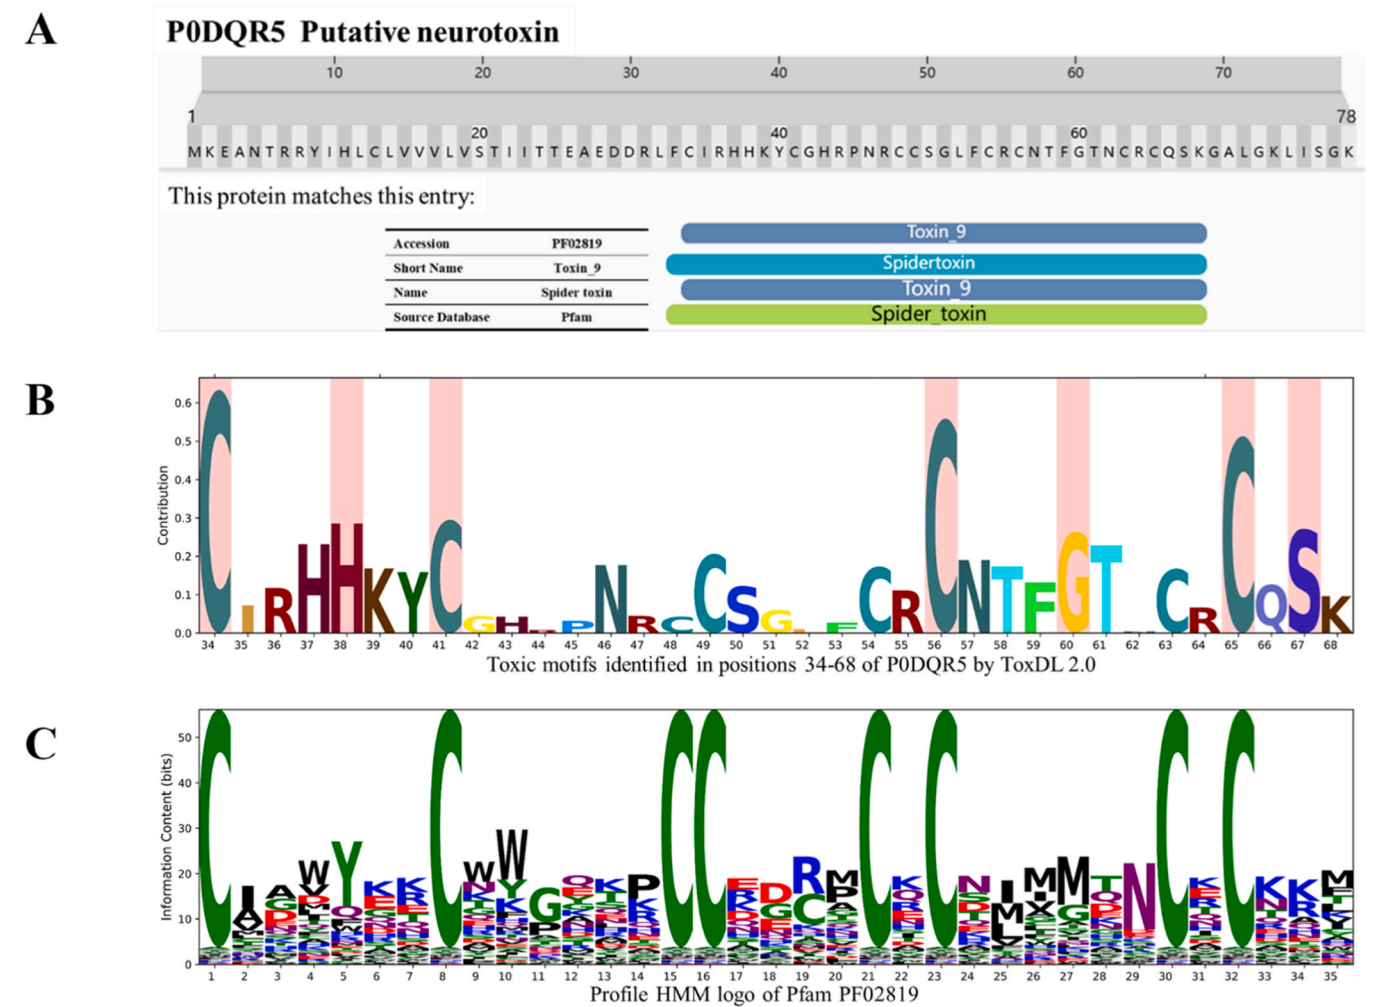 A
P0DQR5 Putative neurotoxin
10 20 30 40 50 60 70
1 78
20 40 60
MKEANTRRYIHLCLVVVLVSTIITTEAEDDRLFCIRHHKYCGHRPNRCCSGLFCRCNTFGTNCRCQSKGALGKLISGK
This protein matches this entry:
Accession PF02819
Short Name Toxin_9
Name Spider toxin
Source Database Pfam
Toxin_9
Spidertoxin
Toxin_9
Spider_toxin
B
Contribution
0.6
0.5
0.4
0.3
0.2
0.1
0.0
C I R H H K Y C G H P N R C C S G F C R C N T F G T C R C Q S K
34 35 36 37 38 39 40 41 42 43 44 45 46 47 48 49 50 51 52 53 54 55 56 57 58 59 60 61 62 63 64 65 66 67 68
Toxic motifs identified in positions 34-68 of P0DQR5 by ToxDL 2.0
C
Information Content (bits)
50
40
30
20
10
0
C I A W Y K K C W W G Q K P C C E D R M C K C N I M M T N C K C K K M
1 2 3 4 5 6 7 8 9 10 11 12 13 14 15 16 17 18 19 20 21 22 23 24 25 26 27 28 29 30 31 32 33 34 35
Profile HMM logo of Pfam PF02819